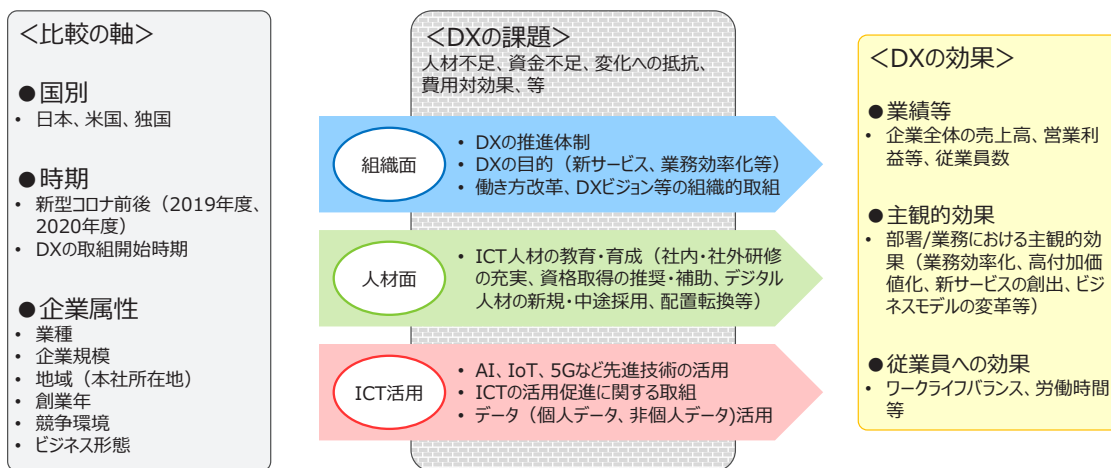 ＜比較の軸＞
●国別
• 日本、米国、独国
●時期
• 新型コロナ前後（2019年度、
2020年度）
• DXの取組開始時期
●企業属性
• 業種
• 企業規模
• 地域（本社所在地）
• 創業年
• 競争環境
• ビジネス形態
＜DXの課題＞
人材不足、資金不足、変化への抵抗、
費用対効果、等
組織面
• DXの推進体制
• DXの目的（新サービス、業務効率化等）
• 働き方改革、DXビジョン等の組織的取組
人材面
• ICT人材の教育・育成（社内・社外研修
の充実、資格取得の推奨・補助、デジタル
人材の新規・中途採用、配置転換等）
ICT活用
• AI、IoT、5Gなど先進技術の活用
• ICTの活用促進に関する取組
• データ（個人データ、非個人データ)活用
＜DXの効果＞
●業績等
• 企業全体の売上高、営業利
益等、従業員数
●主観的効果
• 部署/業務における主観的効
果（業務効率化、高付加価
値化、新サービスの創出、ビジ
ネスモデルの変革等）
●従業員への効果
• ワークライフバランス、労働時間
等